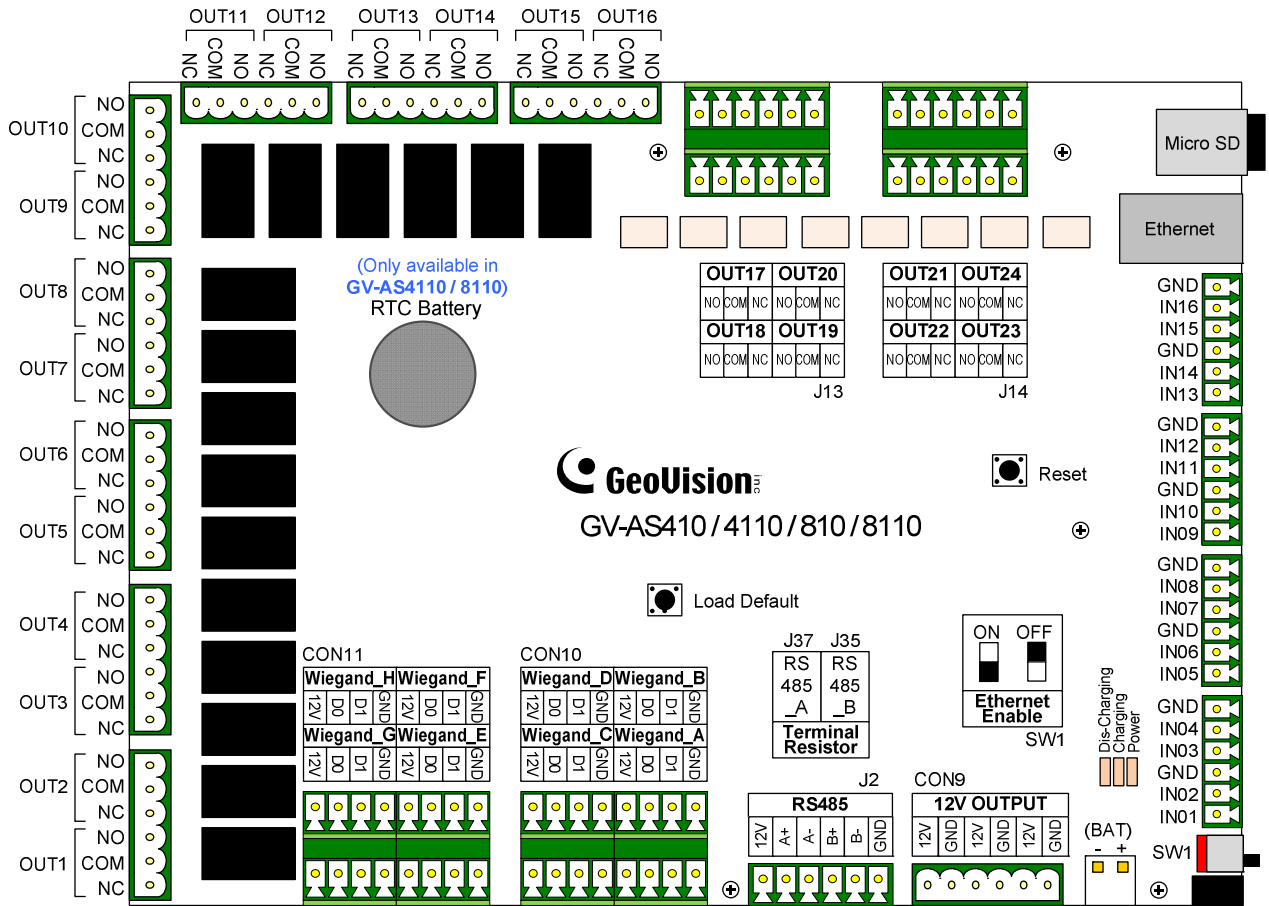 OUT11 OUT12 OUT13 OUT14 OUT15 OUT16
NC COM NO NC COM NO NC COM NO NC COM NO NC COM NO NC COM NO
OUT10
NO
COM
NC
OUT9
NO
COM
NC
OUT8
NO
COM
NC
OUT7
NO
COM
NC
OUT6
NO
COM
NC
OUT5
NO
COM
NC
OUT4
NO
COM
NC
OUT3
NO
COM
NC
OUT2
NO
COM
NC
OUT1
NO
COM
NC
Micro SD
Ethernet
(Only available in
GV-AS4110 / 8110)
RTC Battery
OUT17 OUT20
NO COM NC NO COM NC
OUT18 OUT19
NO COM NC NO COM NC
J13
OUT21 OUT24
NO COM NC NO COM NC
OUT22 OUT23
NO COM NC NO COM NC
J14
GND
IN16
IN15
GND
IN14
IN13
GND
IN12
IN11
GND
IN10
IN09
GND
IN08
IN07
GND
IN06
IN05
GND
IN04
IN03
GND
IN02
IN01
GeoVision inc
GV-AS410 / 4110 / 810 / 8110
Reset
Load Default
CON11
Wiegand_H Wiegand_F
12V D0 D1 GND 12V D0 D1 GND
Wiegand_G Wiegand_E
12V D0 D1 GND 12V D0 D1 GND
CON10
Wiegand_D Wiegand_B
12V D0 D1 GND 12V D0 D1 GND
Wiegand_C Wiegand_A
12V D0 D1 GND 12V D0 D1 GND
J37 J35
RS RS
485 485
_A _B
Terminal
Resistor
ON OFF
Ethernet
Enable
SW1
Dis-Charging
Charging
Power
J2
RS485
12V A+ A- B+ B- GND
CON9
12V OUTPUT
12V GND 12V GND 12V GND
(BAT)
- +
SW1